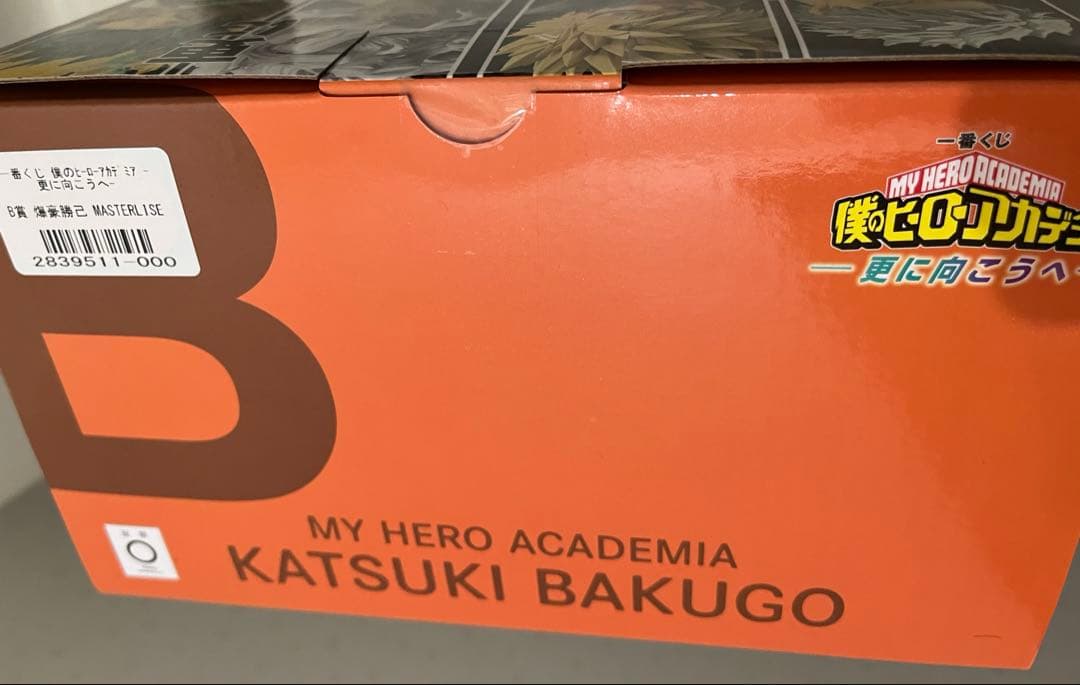 一番くじ 僕のﾋｰﾛｰｱｶﾃﾞﾐｱ -
更に向こうへ-
B賞 爆豪勝己 MASTERLISE
2839511-000
B
一番くじ
MY HERO ACADEMIA
僕のヒーローアカデミ
― 更に向こうへ
MY HERO ACADEMIA
KATSUKI BAKUGO